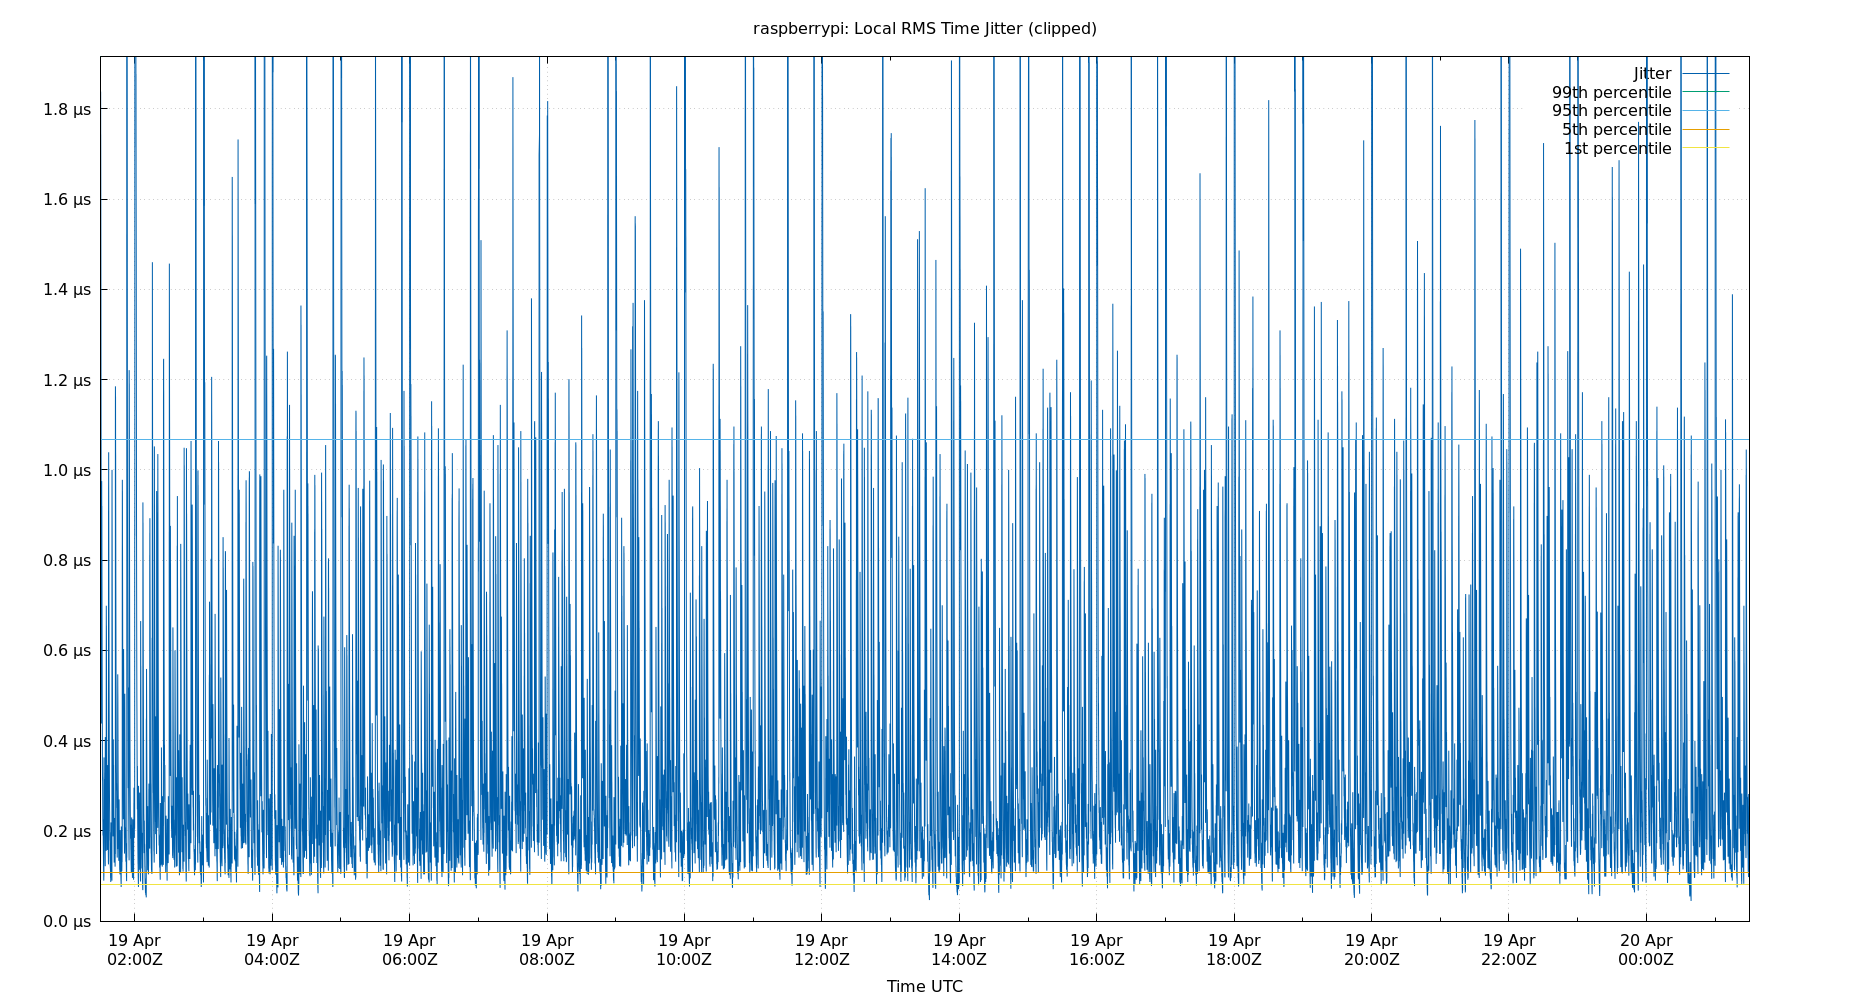 raspberrypi: Local RMS Time Jitter (clipped)
Jitter
99th percentile
95th percentile
5th percentile
1st percentile
1.8 μs
1.6 μs
1.4 μs
1.2 μs
1.0 μs
0.8 μs
0.6 μs
0.4 μs
0.2 μs
0.0 μs
19 Apr 19 Apr 19 Apr 19 Apr 19 Apr 19 Apr 19 Apr 19 Apr 19 Apr 19 Apr 19 Apr 20 Apr
02:00Z 04:00Z 06:00Z 08:00Z 10:00Z 12:00Z 14:00Z 16:00Z 18:00Z 20:00Z 22:00Z 00:00Z
Time UTC